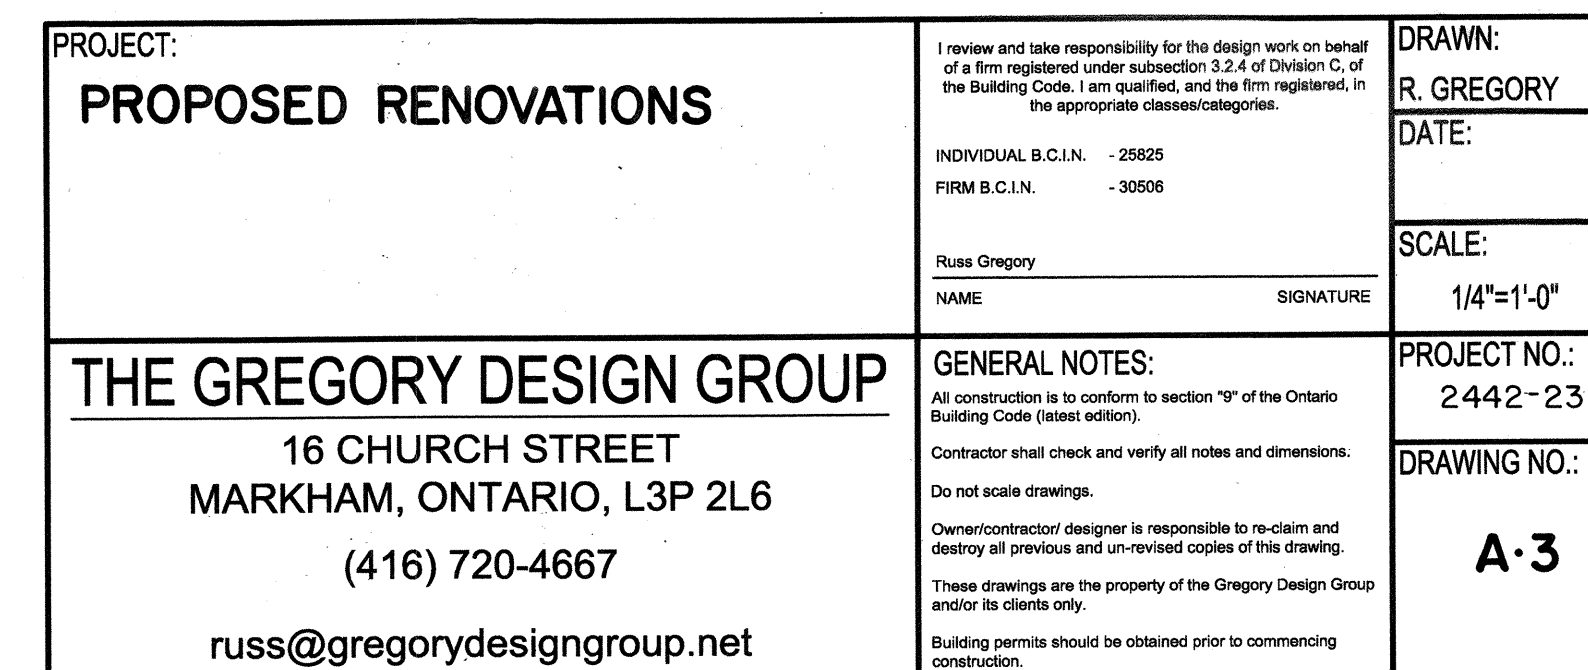 PROJECT:
PROPOSED RENOVATIONS
I review and take responsibility for the design work on behalf
of a firm registered under subsection 3.2.4 of Division C, of
the Building Code. I am qualified, and the firm registered, in
the appropriate classes/categories.
INDIVIDUAL B.C.I.N. - 25825
FIRM B.C.I.N. - 30506
Russ Gregory
NAME SIGNATURE
DRAWN:
R. GREGORY
DATE:
SCALE:
1/4"=1'-0"
THE GREGORY DESIGN GROUP
16 CHURCH STREET
MARKHAM, ONTARIO, L3P 2L6
(416) 720-4667
russ@gregorydesigngroup.net
GENERAL NOTES:
All construction is to conform to section "9" of the Ontario
Building Code (latest edition).
Contractor shall check and verify all notes and dimensions.
Do not scale drawings.
Owner/contractor/ designer is responsible to re-claim and
destroy all previous and un-revised copies of this drawing.
These drawings are the property of the Gregory Design Group
and/or its clients only.
Building permits should be obtained prior to commencing
construction.
PROJECT NO.:
2442-23
DRAWING NO.:
A·3